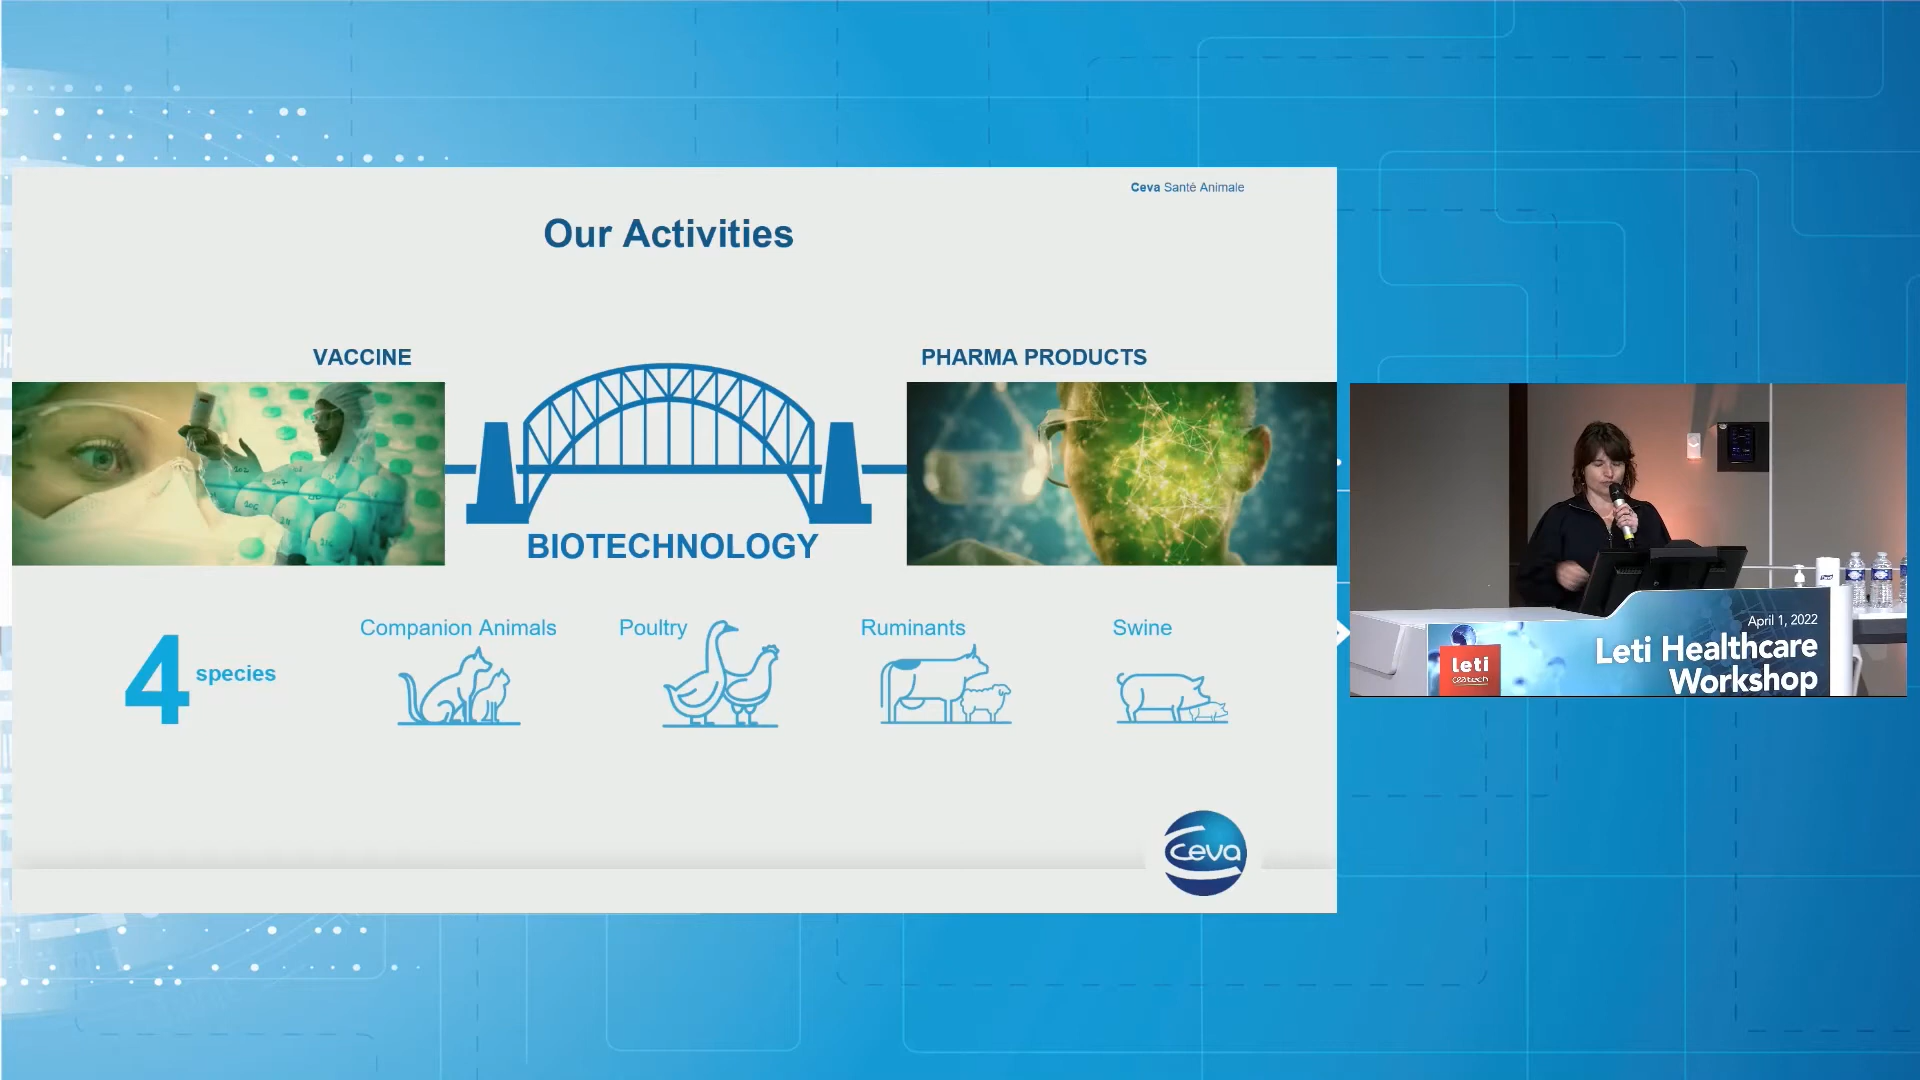 Ceva Santé Animale
Our Activities
VACCINE
PHARMA PRODUCTS
BIOTECHNOLOGY
4 species
Companion Animals
Poultry
Ruminants
Swine
ceva
April 1, 2022
Leti Healthcare
Workshop
leti
ceatech